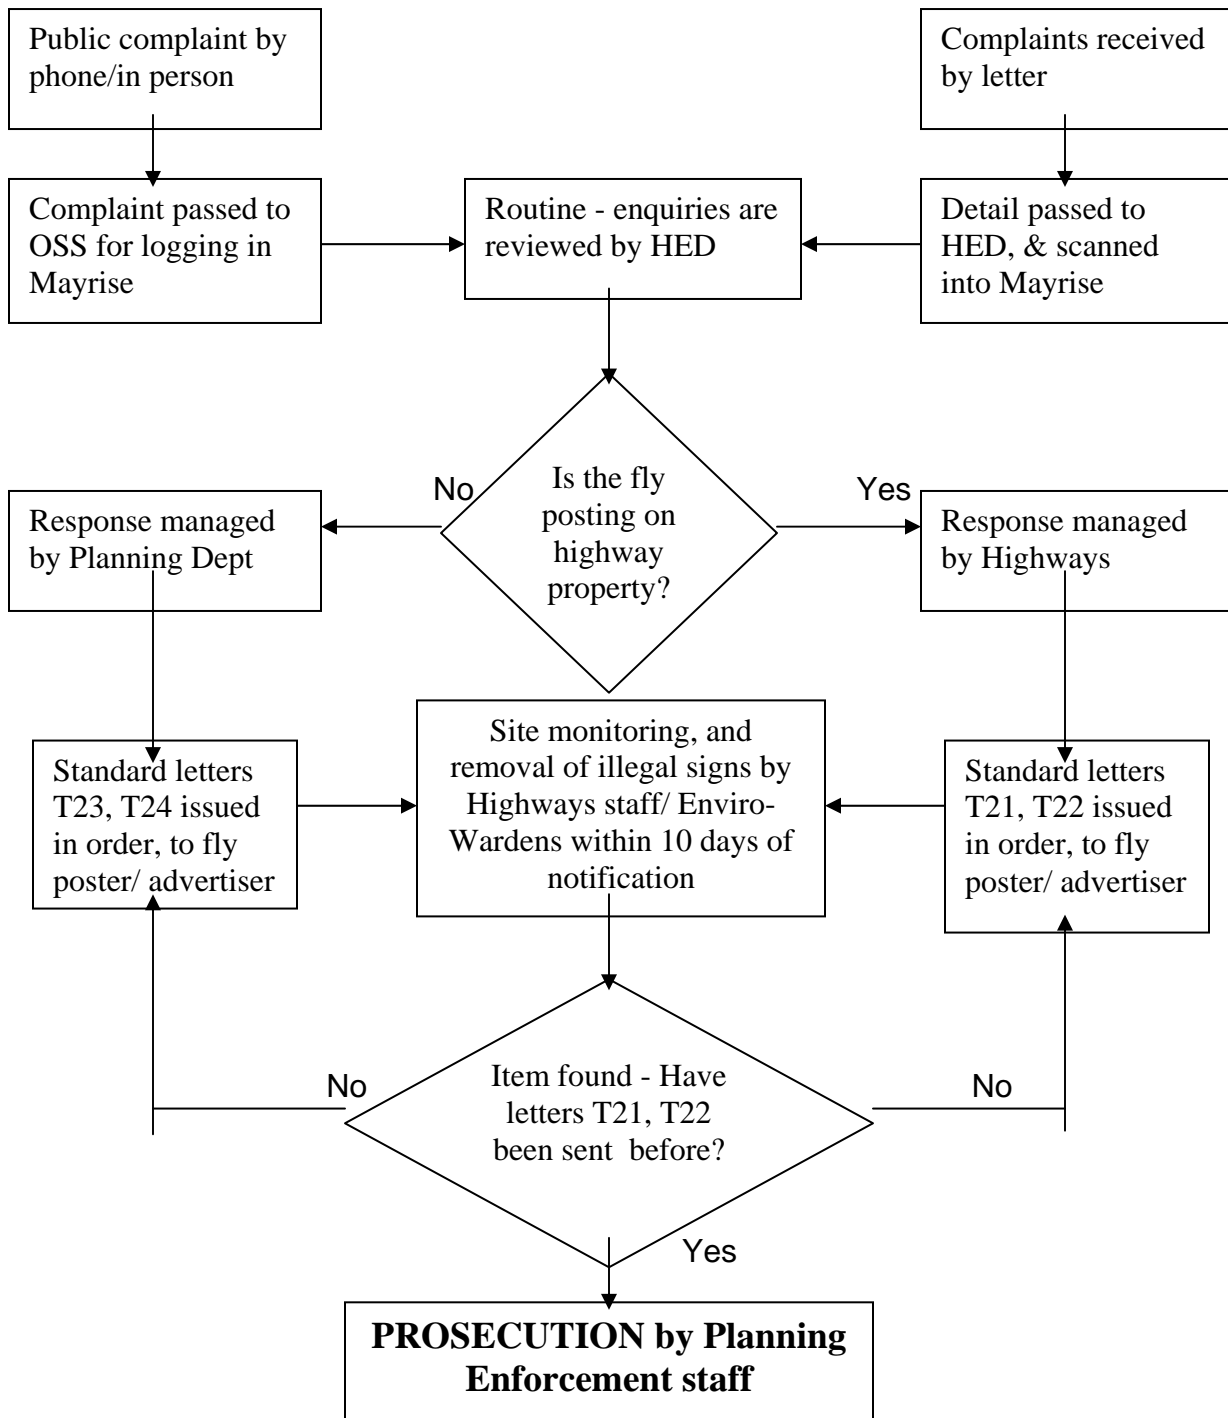 Public complaint by
phone/in person
Complaints received
by letter
Complaint passed to
OSS for logging in
Mayrise
Routine - enquiries are
reviewed by HED
Detail passed to
HED, & scanned
into Mayrise
Is the fly
posting on
highway
property?
No
Yes
Response managed
by Planning Dept
Response managed
by Highways
Standard letters
T23, T24 issued
in order, to fly
poster/ advertiser
Site monitoring, and
removal of illegal signs by
Highways staff/ Enviro-
Wardens within 10 days of
notification
Standard letters
T21, T22 issued
in order, to fly
poster/ advertiser
No
Item found - Have
letters T21, T22
been sent  before?
No
Yes
PROSECUTION by Planning
Enforcement staff